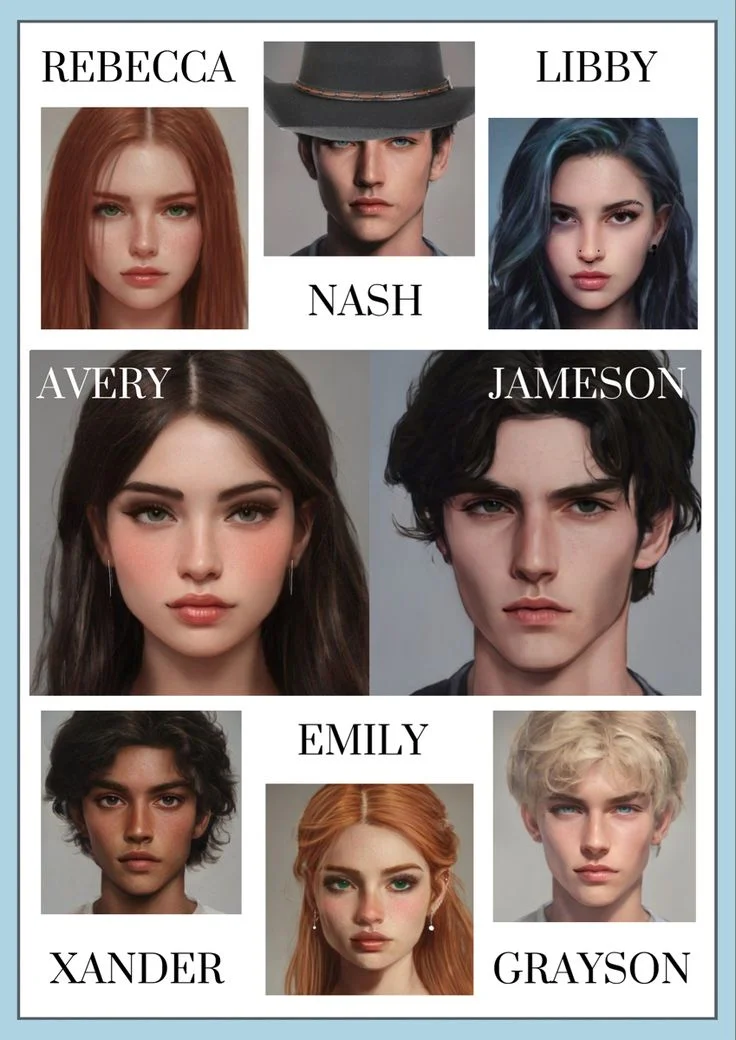 REBECCA
LIBBY
NASH
AVERY
JAMESON
EMILY
XANDER
GRAYSON